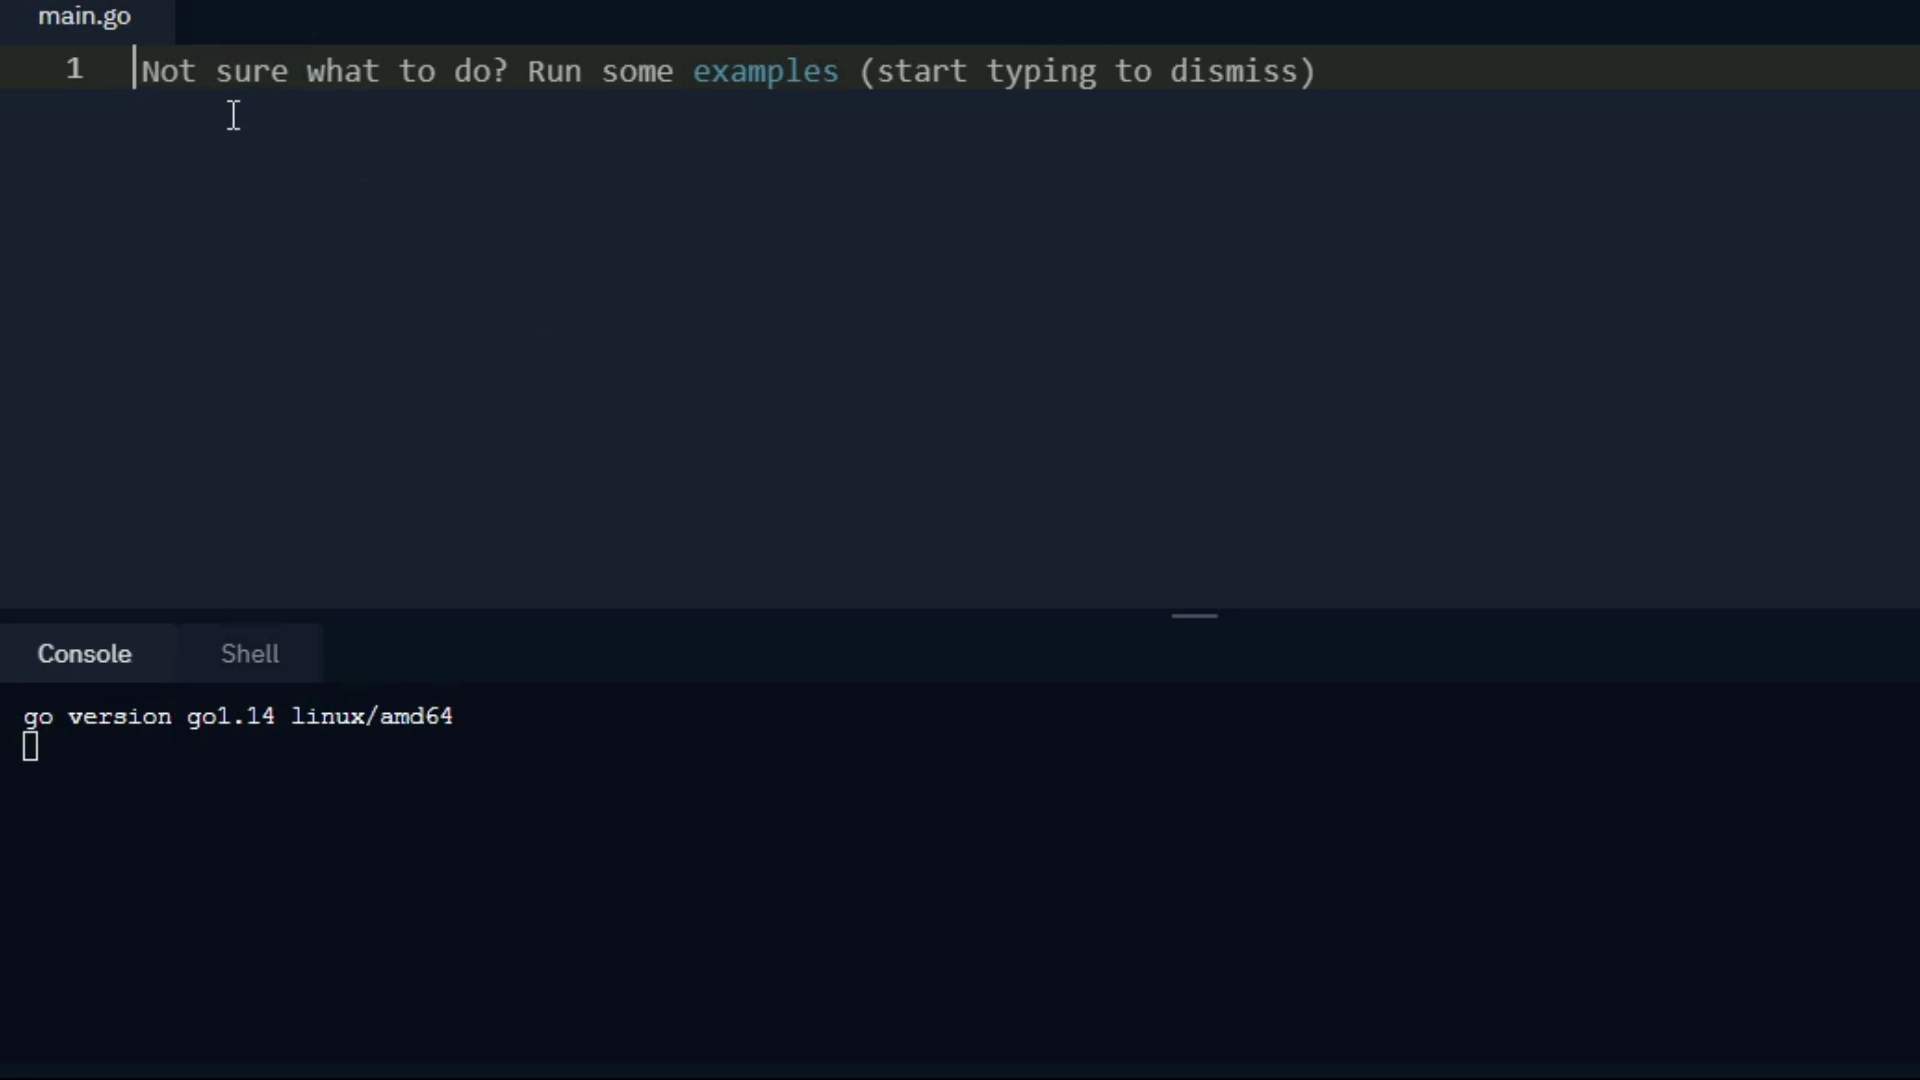 main.go
1 Not sure what to do? Run some examples (start typing to dismiss)
Console Shell
go version go1.14 linux/amd64